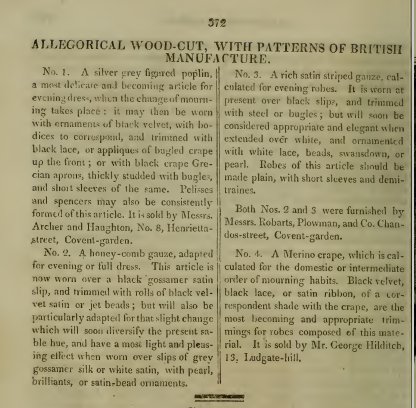 372
ALLEGORICAL WOOD-CUT, WITH PATTERNS OF BRITISH
MANUFACTURE.
No. 1. A silver grey figured poplin,
a most delicate and becoming article for
evening dress, when the change of mourn-
ing takes place: it may then be worn
with ornaments of black velvet, with bo-
dices to correspond, and trimmed with
black lace, or appliques of bugled crape
up the front; or with black crape Gre-
cian aprons, thickly studded with bugles,
and short sleeves of the same. Pelisses
and spencers may also be consistently
formed of this article. It is sold by Messrs.
Archer and Haughton, No. 8, Henrietta-
street, Covent-garden.
No. 2. A honey-comb gauze, adapted
for evening or full dress. This article is
now worn over a black gossamer satin
slip, and trimmed with rolls of black vel-
vet satin or jet beads; but will also be
particularly adapted for that slight change
which will soon diversify the present sa-
ble hue, and have a most light and pleas-
ing effect when worn over slips of grey
gossamer silk or white satin, with pearl,
brilliants, or satin-bead ornaments.
No. 3. A rich satin striped gauze, cal-
culated for evening robes. It is worn at
present over black slips, and trimmed
with steel or bugles; but will soon be
considered appropriate and elegant when
extended over white, and ornamented
with white lace, beads, swansdown, or
pearl. Robes of this article should be
made plain, with short sleeves and demi-
traines.
Both Nos. 2 and 3 were furnished by
Messrs. Robarts, Plowman, and Co. Chan-
dos-street, Covent-garden.
No. 4. A Merino crape, which is cal-
culated for the domestic or intermediate
order of mourning habits. Black velvet,
black lace, or satin ribbon, of a cor-
respondent shade with the crape, are the
most becoming and appropriate trim-
mings for robes composed of this mate-
rial. It is sold by Mr. George Hilditch,
13, Ludgate-hill.